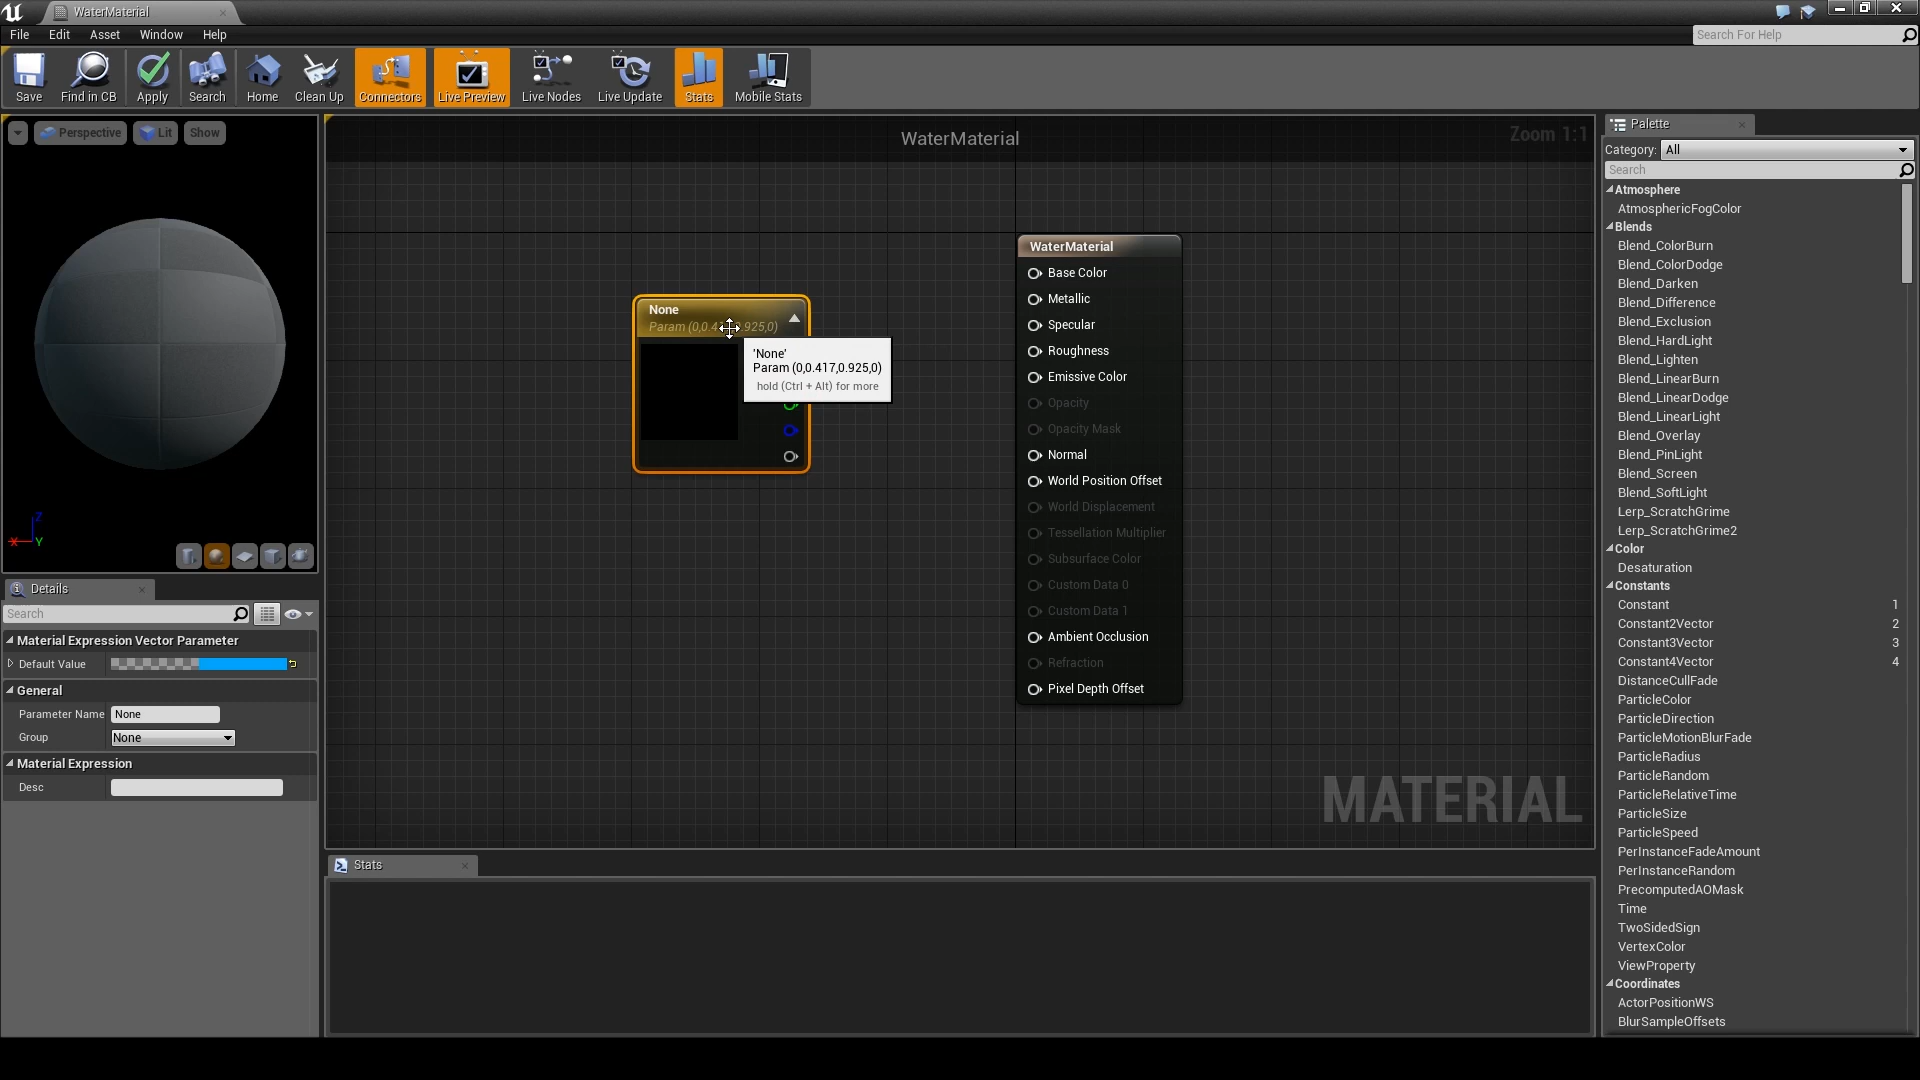 WaterMaterial
File Edit Asset Window Help
Search For Help
Save Find in CB Apply Search Home Clean Up Connectors Live Preview Live Nodes Live Update Stats Mobile Stats
Perspective Lit Show
Z
X Y
WaterMaterial
Zoom 1:1
None
Param (0,0.417,0.925,0)
'None'
Param (0,0.417,0.925,0)
hold (Ctrl + Alt) for more
WaterMaterial
Base Color
Metallic
Specular
Roughness
Emissive Color
Opacity
Opacity Mask
Normal
World Position Offset
World Displacement
Tessellation Multiplier
Subsurface Color
Custom Data 0
Custom Data 1
Ambient Occlusion
Refraction
Pixel Depth Offset
MATERIAL
Details
Search
Material Expression Vector Parameter
Default Value
General
Parameter Name None
Group None
Material Expression
Desc
Stats
Palette
Category: All
Search
Atmosphere
AtmosphericFogColor
Blends
Blend_ColorBurn
Blend_ColorDodge
Blend_Darken
Blend_Difference
Blend_Exclusion
Blend_HardLight
Blend_Lighten
Blend_LinearBurn
Blend_LinearDodge
Blend_LinearLight
Blend_Overlay
Blend_PinLight
Blend_Screen
Blend_SoftLight
Lerp_ScratchGrime
Lerp_ScratchGrime2
Color
Desaturation
Constants
Constant 1
Constant2Vector 2
Constant3Vector 3
Constant4Vector 4
DistanceCullFade
ParticleColor
ParticleDirection
ParticleMotionBlurFade
ParticleRadius
ParticleRandom
ParticleRelativeTime
ParticleSize
ParticleSpeed
PerInstanceFadeAmount
PerInstanceRandom
PrecomputedAOMask
Time
TwoSidedSign
VertexColor
ViewProperty
Coordinates
ActorPositionWS
BlurSampleOffsets